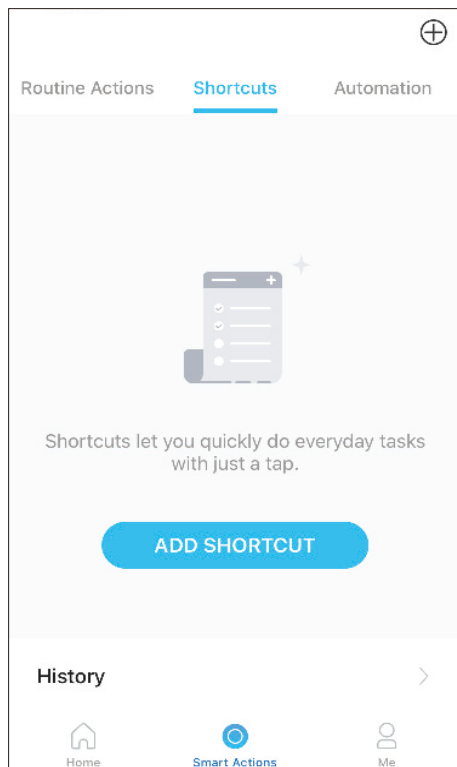 Routine Actions Shortcuts Automation
Shortcuts let you quickly do everyday tasks
with just a tap.
ADD SHORTCUT
History
Home Smart Actions Me